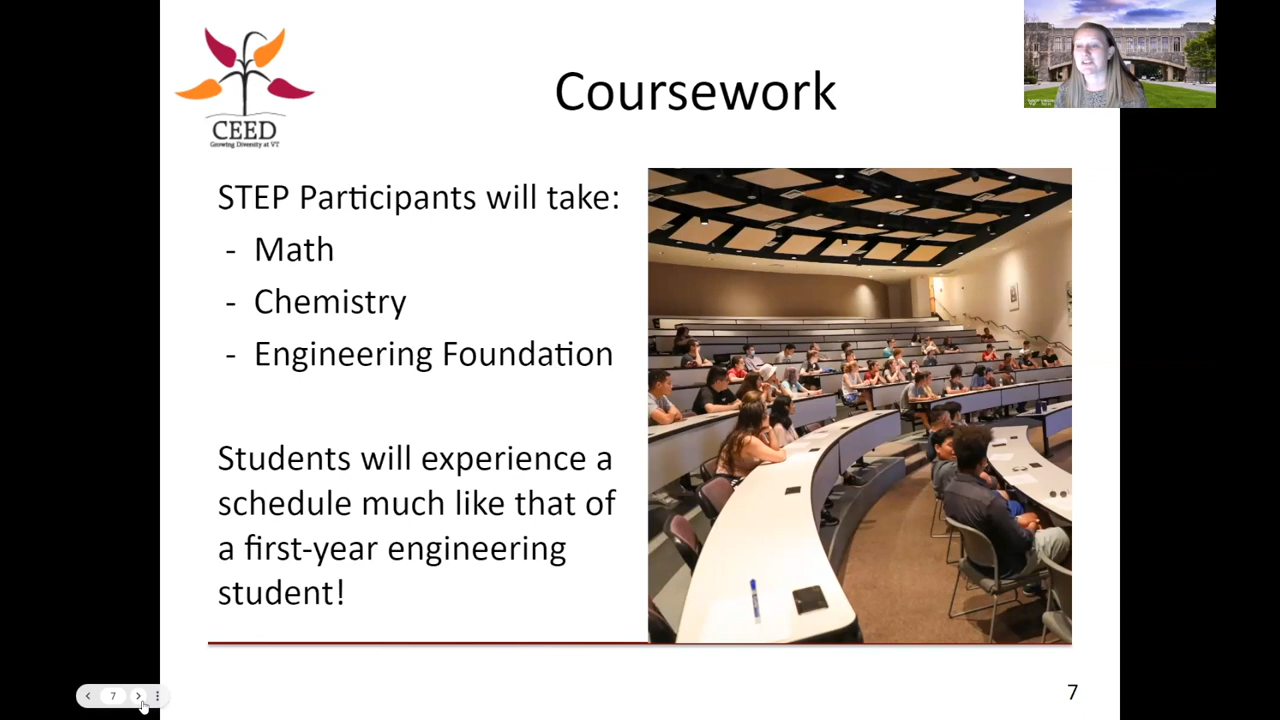 CEED
Growing Diversity at VT
Coursework
STEP Participants will take:
- Math
- Chemistry
- Engineering Foundation
Students will experience a
schedule much like that of
a first-year engineering
student!
7
7